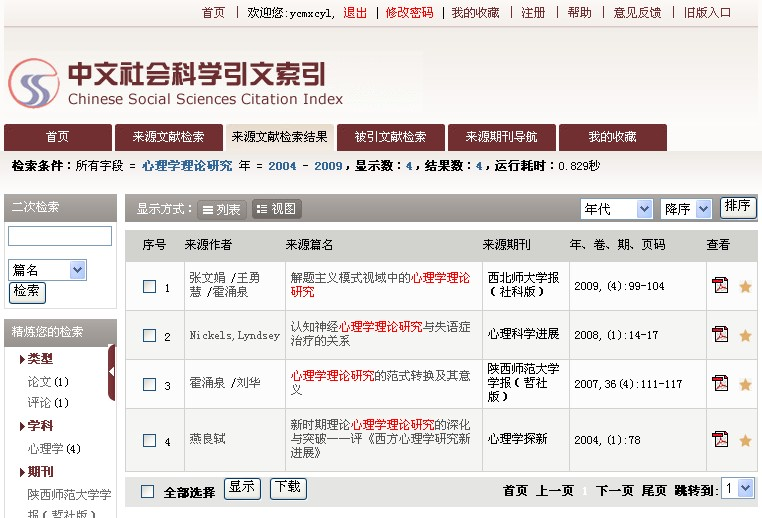 首页 | 欢迎您:ycmxcyl, 退出 | 修改密码 | 我的收藏 | 注册 | 帮助 | 意见反馈 | 旧版入口
中文社会科学引文索引
Chinese Social Sciences Citation Index
首页 来源文献检索 来源文献检索结果 被引文献检索 来源期刊导航 我的收藏
检索条件：所有字段 = 心理学理论研究 年 = 2004 - 2009，显示数：4，结果数：4，运行耗时：0.829秒
二次检索
篇名
检索
精炼您的检索
类型
论文(1)
评论(1)
学科
心理学(4)
期刊
陕西师范大学学
报(哲社版)
显示方式： 列表 视图 年代 降序 排序
序号 来源作者 来源篇名 来源期刊 年、卷、期、页码 查看
1 张文娟 /王勇
慧 /霍涌泉
解题主义模式视域中的心理学理论
研究
西北师大学报
（社科版）
2009, (4):99-104
2 Nickels,Lyndsey
认知神经心理学理论研究与失语症
治疗的关系
心理科学进展
2008, (1):14-17
3 霍涌泉 /刘华
心理学理论研究的范式转换及其意
义
陕西师范大学
学报（哲社
版）
2007,36(4):111-117
4 燕良轼
新时期理论心理学理论研究的深化
与突破——评《西方心理学研究新
进展》
心理学探新
2004, (1):78
全部选择 显示 下载 首页 上一页 1 下一页 尾页 跳转到: 1